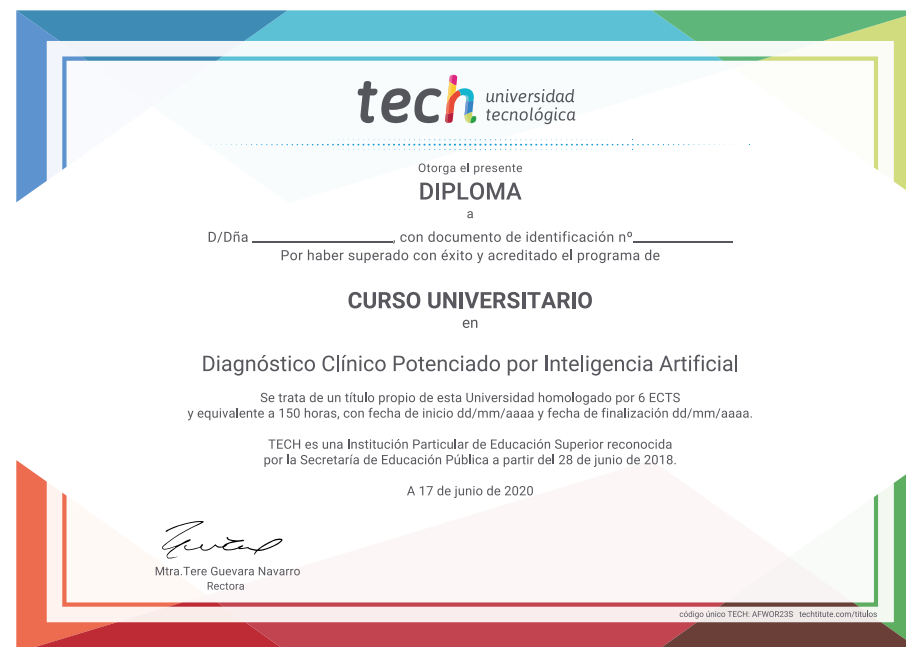 tech universidad
tecnológica
Otorga el presente
DIPLOMA
a
D/Dña ____________________, con documento de identificación nº______________
Por haber superado con éxito y acreditado el programa de
CURSO UNIVERSITARIO
en
Diagnóstico Clínico Potenciado por Inteligencia Artificial
Se trata de un título propio de esta Universidad homologado por 6 ECTS
y equivalente a 150 horas, con fecha de inicio dd/mm/aaaa y fecha de finalización dd/mm/aaaa.
TECH es una Institución Particular de Educación Superior reconocida
por la Secretaría de Educación Pública a partir del 28 de junio de 2018.
A 17 de junio de 2020
Mtra.Tere Guevara Navarro
Rectora
código único TECH: AFWOR23S techtitute.com/titulos